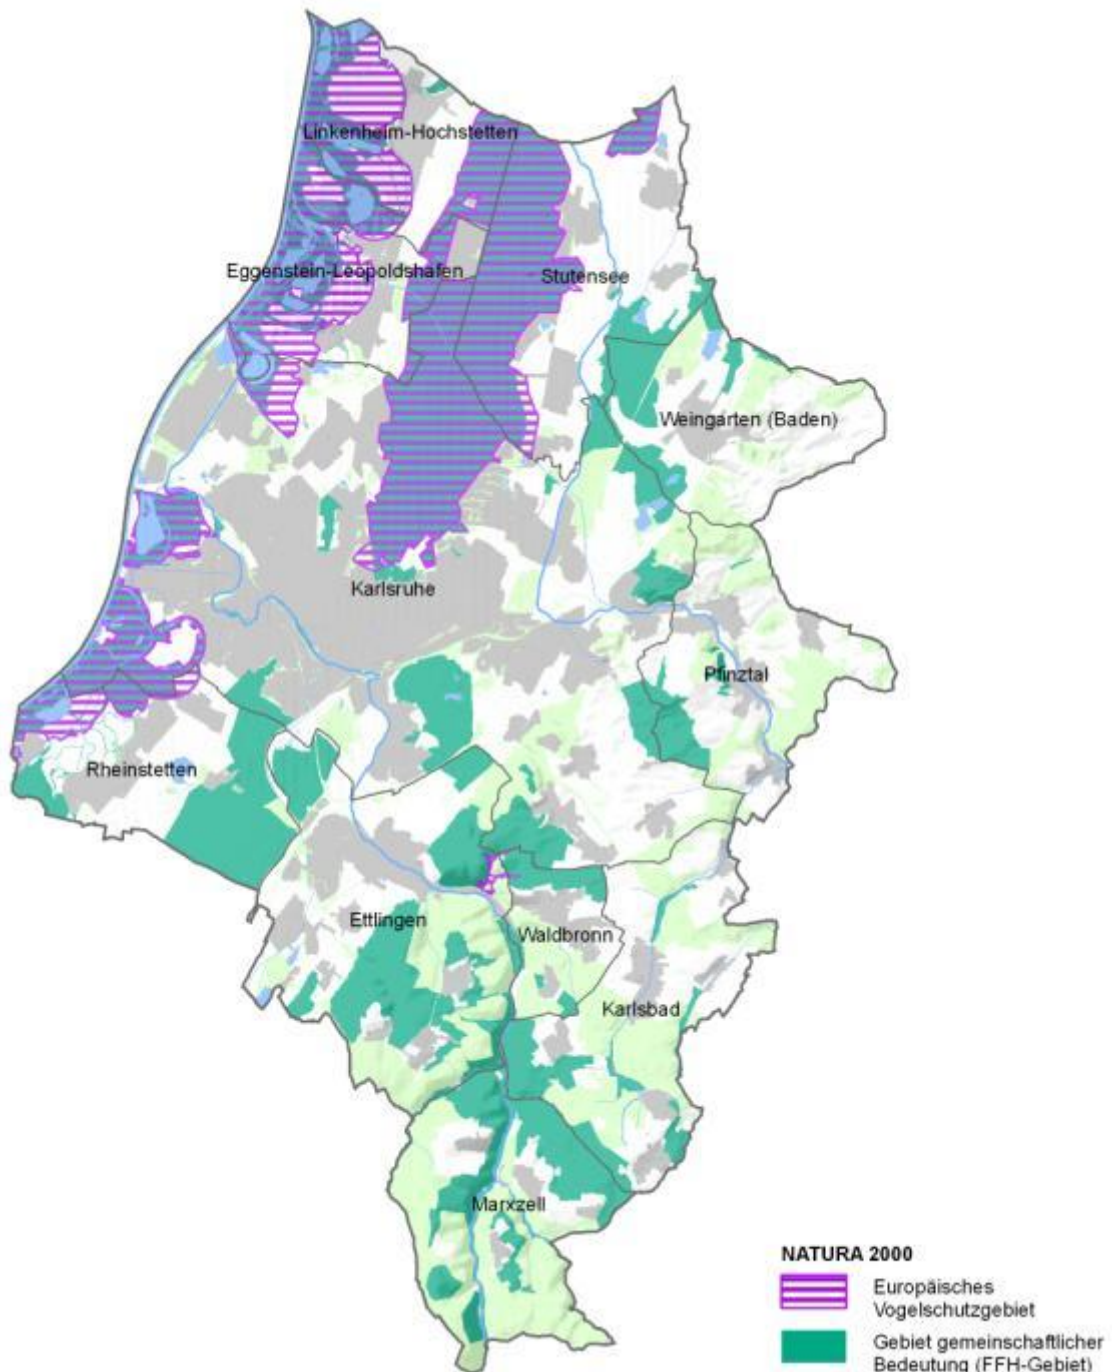 Linkenheim-Hochstetten
Eggenstein-Leopoldshafen
Stutensee
Weingarten (Baden)
Karlsruhe
Pfinztal
Rheinstetten
Ettlingen
Waldbronn
Karlsbad
Marxzell
NATURA 2000
Europäisches
Vogelschutzgebiet
Gebiet gemeinschaftlicher
Bedeutung (FFH-Gebiet)